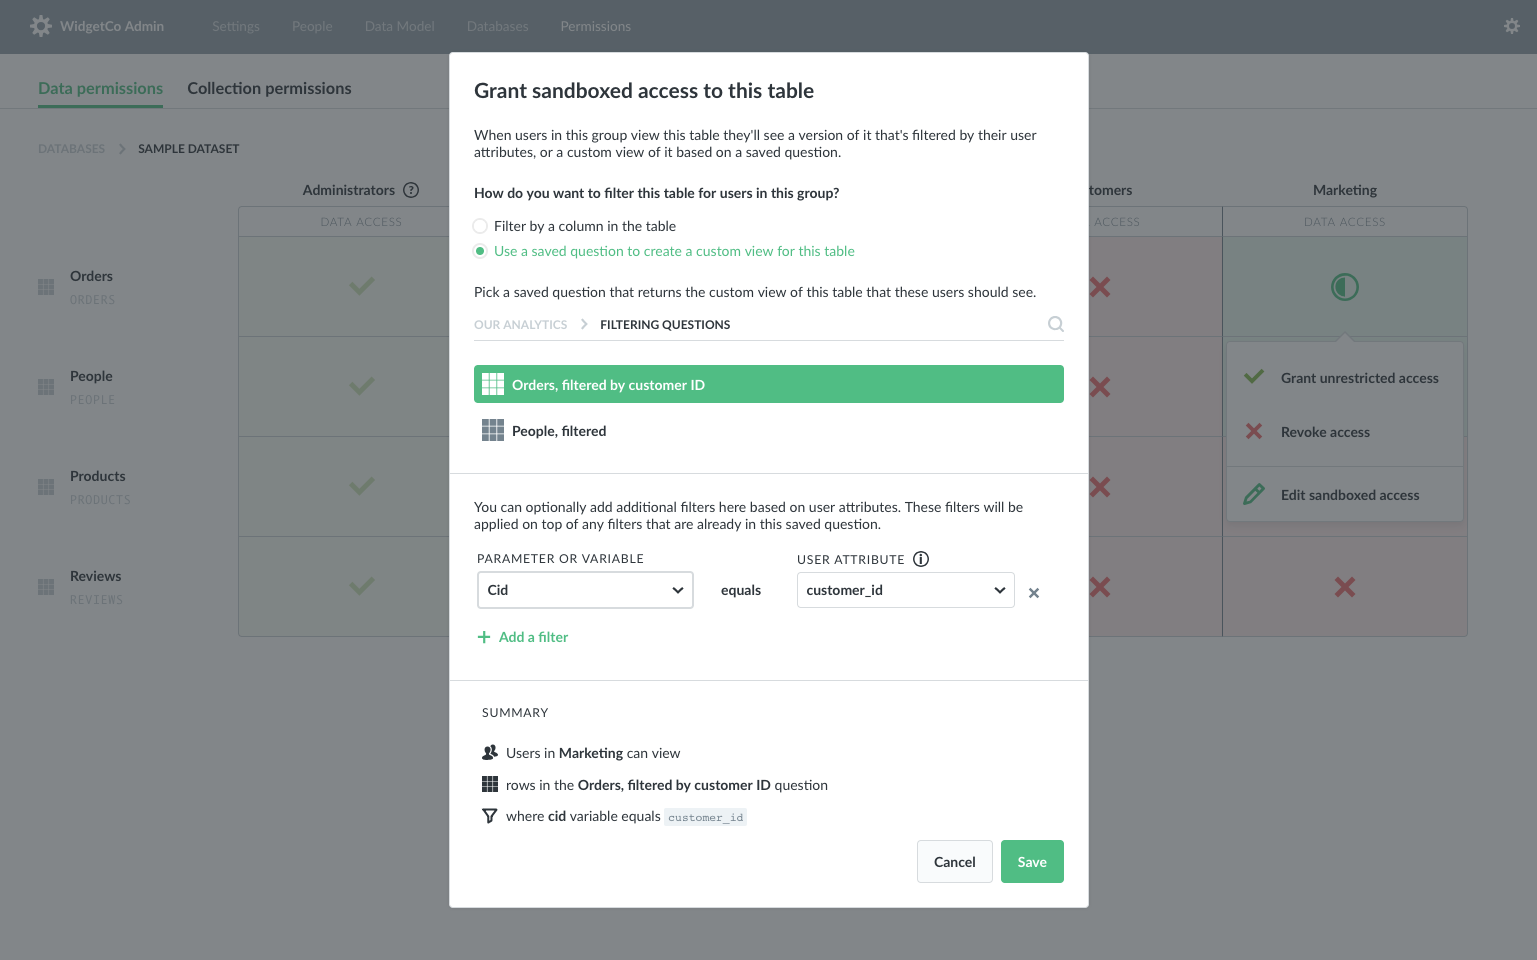 WidgetCo Admin
Settings
People
Data Model
Databases
Permissions
Data permissions
Collection permissions
DATABASES
SAMPLE DATASET
Administrators
tomers
Marketing
DATA ACCESS
ACCESS
DATA ACCESS
Orders
ORDERS
People
PEOPLE
Products
PRODUCTS
Reviews
REVIEWS
Grant unrestricted access
Revoke access
Edit sandboxed access
Grant sandboxed access to this table
When users in this group view this table they'll see a version of it that's filtered by their user
attributes, or a custom view of it based on a saved question.
How do you want to filter this table for users in this group?
Filter by a column in the table
Use a saved question to create a custom view for this table
Pick a saved question that returns the custom view of this table that these users should see.
OUR ANALYTICS
FILTERING QUESTIONS
Orders, filtered by customer ID
People, filtered
You can optionally add additional filters here based on user attributes. These filters will be
applied on top of any filters that are already in this saved question.
PARAMETER OR VARIABLE
USER ATTRIBUTE
Cid
equals
customer_id
Add a filter
SUMMARY
Users in Marketing can view
rows in the Orders, filtered by customer ID question
where cid variable equals customer_id
Cancel
Save